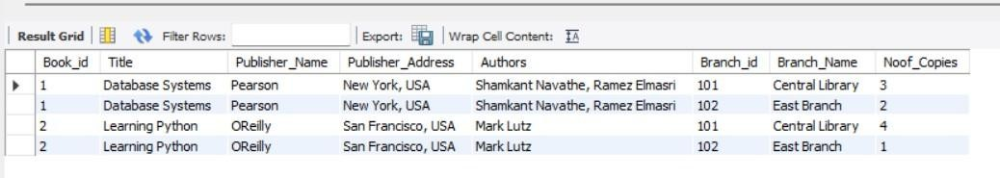 Result Grid Filter Rows: Export: Wrap Cell Content: IA
Book_id Title Publisher_Name Publisher_Address Authors Branch_id Branch_Name Noof_Copies
1 Database Systems Pearson New York, USA Shamkant Navathe, Ramez Elmasri 101 Central Library 3
1 Database Systems Pearson New York, USA Shamkant Navathe, Ramez Elmasri 102 East Branch 2
2 Learning Python OReilly San Francisco, USA Mark Lutz 101 Central Library 4
2 Learning Python OReilly San Francisco, USA Mark Lutz 102 East Branch 1